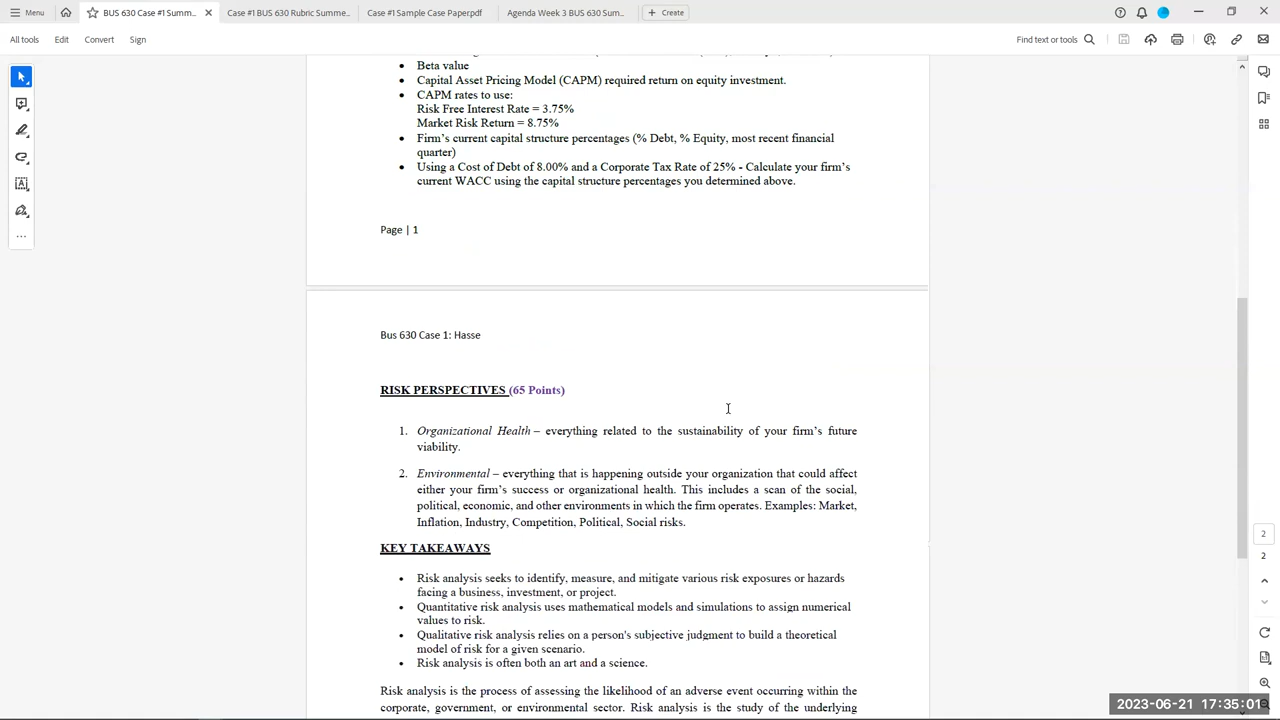 Menu
BUS 630 Case #1 Summ...
Case #1 BUS 630 Rubric Summe...
Case #1 Sample Case Paper.pdf
Agenda Week 3 BUS 630 Sum...
+ Create
All tools
Edit
Convert
Sign
Find text or tools
• Beta value
• Capital Asset Pricing Model (CAPM) required return on equity investment.
• CAPM rates to use:
Risk Free Interest Rate = 3.75%
Market Risk Return = 8.75%
• Firm’s current capital structure percentages (% Debt, % Equity, most recent financial
quarter)
• Using a Cost of Debt of 8.00% and a Corporate Tax Rate of 25% - Calculate your firm’s
current WACC using the capital structure percentages you determined above.
Page | 1
Bus 630 Case 1: Hasse
RISK PERSPECTIVES (65 Points)
1. Organizational Health – everything related to the sustainability of your firm’s future
viability.
2. Environmental – everything that is happening outside your organization that could affect
either your firm’s success or organizational health. This includes a scan of the social,
political, economic, and other environments in which the firm operates. Examples: Market,
Inflation, Industry, Competition, Political, Social risks.
KEY TAKEAWAYS
• Risk analysis seeks to identify, measure, and mitigate various risk exposures or hazards
facing a business, investment, or project.
• Quantitative risk analysis uses mathematical models and simulations to assign numerical
values to risk.
• Qualitative risk analysis relies on a person's subjective judgment to build a theoretical
model of risk for a given scenario.
• Risk analysis is often both an art and a science.
Risk analysis is the process of assessing the likelihood of an adverse event occurring within the
corporate, government, or environmental sector. Risk analysis is the study of the underlying
2
2
2023-06-21 17:35:01